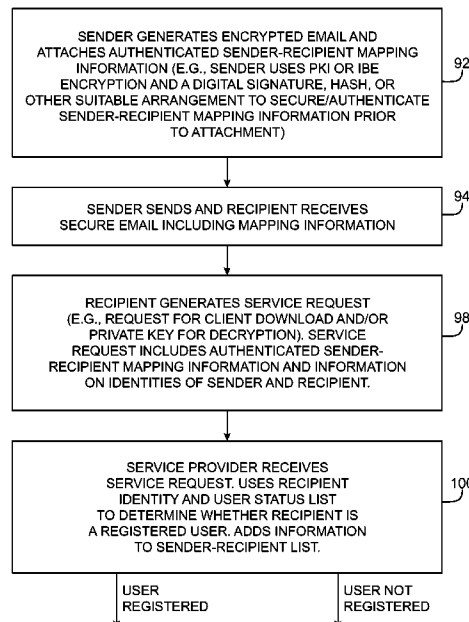 SENDER GENERATES ENCRYPTED EMAIL AND
ATTACHES AUTHENTICATED SENDER-RECIPIENT MAPPING
INFORMATION (E.G., SENDER USES PKI OR IBE
ENCRYPTION AND A DIGITAL SIGNATURE, HASH, OR
OTHER SUITABLE ARRANGEMENT TO SECURE/AUTHENTICATE
SENDER-RECIPIENT MAPPING INFORMATION PRIOR
TO ATTACHMENT)
92
SENDER SENDS AND RECIPIENT RECEIVES
SECURE EMAIL INCLUDING MAPPING INFORMATION
94
RECIPIENT GENERATES SERVICE REQUEST
(E.G., REQUEST FOR CLIENT DOWNLOAD AND/OR
PRIVATE KEY FOR DECRYPTION). SERVICE
REQUEST INCLUDES AUTHENTICATED SENDER-
RECIPIENT MAPPING INFORMATION AND INFORMATION
ON IDENTITIES OF SENDER AND RECIPIENT.
98
SERVICE PROVIDER RECEIVES
SERVICE REQUEST. USES RECIPIENT
IDENTITY AND USER STATUS LIST
TO DETERMINE WHETHER RECIPIENT IS
A REGISTERED USER. ADDS INFORMATION
TO SENDER-RECIPIENT LIST.
100
USER
REGISTERED
USER NOT
REGISTERED